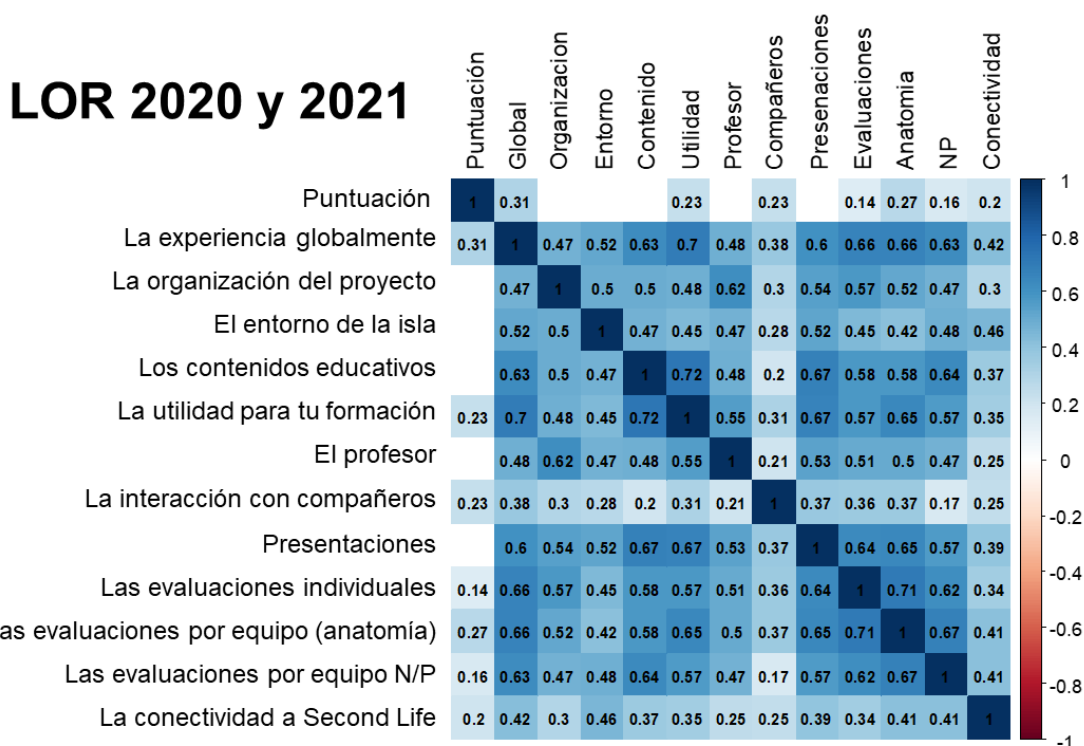 LOR 2020 y 2021
Puntuación Global Organizacion Entorno Contenido Utilidad Profesor Compañeros Presenaciones Evaluaciones Anatomia NP Conectividad
Puntuación 1 0.31 0.23 0.23 0.14 0.27 0.16 0.2
La experiencia globalmente 0.31 1 0.47 0.52 0.63 0.7 0.48 0.38 0.6 0.66 0.66 0.63 0.42
La organización del proyecto 0.47 1 0.5 0.5 0.48 0.62 0.3 0.54 0.57 0.52 0.47 0.3
El entorno de la isla 0.52 0.5 1 0.47 0.45 0.47 0.28 0.52 0.45 0.42 0.48 0.46
Los contenidos educativos 0.63 0.5 0.47 1 0.72 0.48 0.2 0.67 0.58 0.58 0.64 0.37
La utilidad para tu formación 0.23 0.7 0.48 0.45 0.72 1 0.55 0.31 0.67 0.57 0.65 0.57 0.35
El profesor 0.48 0.62 0.47 0.48 0.55 1 0.21 0.53 0.51 0.5 0.47 0.25
La interacción con compañeros 0.23 0.38 0.3 0.28 0.2 0.31 0.21 1 0.37 0.36 0.37 0.17 0.25
Presentaciones 0.6 0.54 0.52 0.67 0.67 0.53 0.37 1 0.64 0.65 0.57 0.39
Las evaluaciones individuales 0.14 0.66 0.57 0.45 0.58 0.57 0.51 0.36 0.64 1 0.71 0.62 0.34
as evaluaciones por equipo (anatomía) 0.27 0.66 0.52 0.42 0.58 0.65 0.5 0.37 0.65 0.71 1 0.67 0.41
Las evaluaciones por equipo N/P 0.16 0.63 0.47 0.48 0.64 0.57 0.47 0.17 0.57 0.62 0.67 1 0.41
La conectividad a Second Life 0.2 0.42 0.3 0.46 0.37 0.35 0.25 0.25 0.39 0.34 0.41 0.41 1
1
0.8
0.6
0.4
0.2
0
-0.2
-0.4
-0.6
-0.8
-1